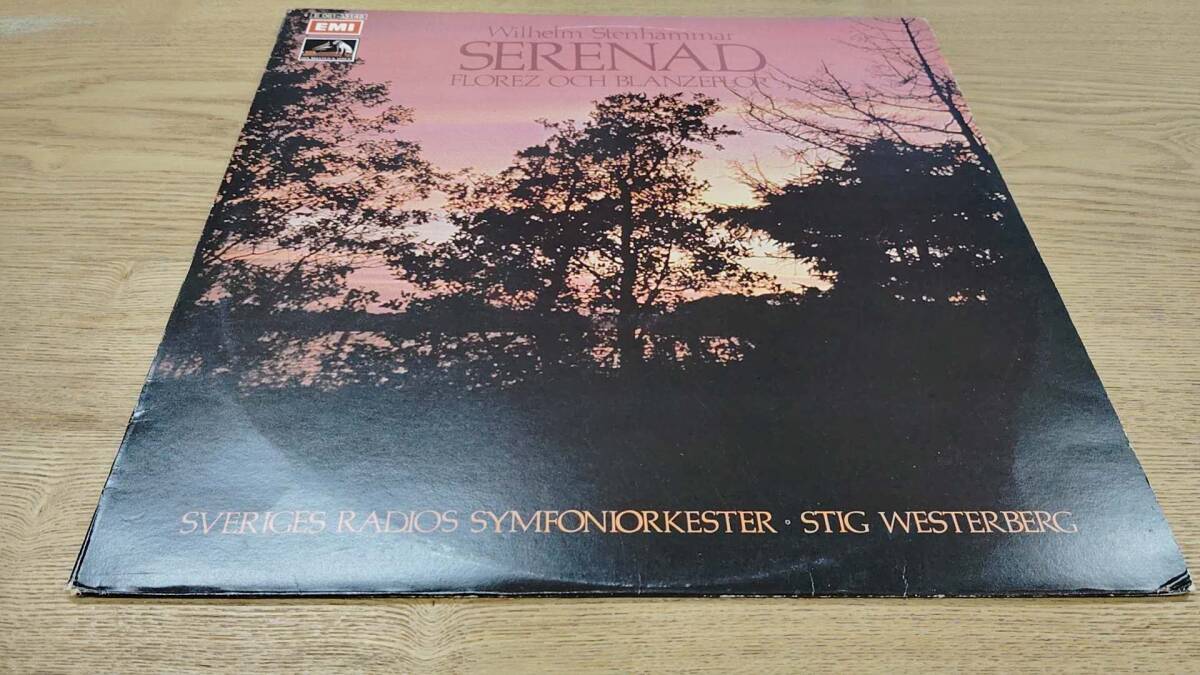 EMI
Wilhelm Stenhammar
SERENAD
FLOREZ OCH BLANZEFLOR
SVERIGES RADIOS SYMFONIORKESTER · STIG WESTERBERG